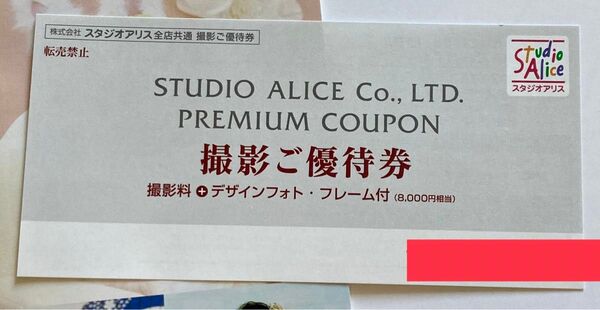 株式会社 スタジオアリス全店共通 撮影ご優待券
転売禁止
Studio
Alice
スタジオアリス
STUDIO ALICE Co., LTD.
PREMIUM COUPON
撮影ご優待券
撮影料 + デザインフォト・フレーム付 (8,000円相当)